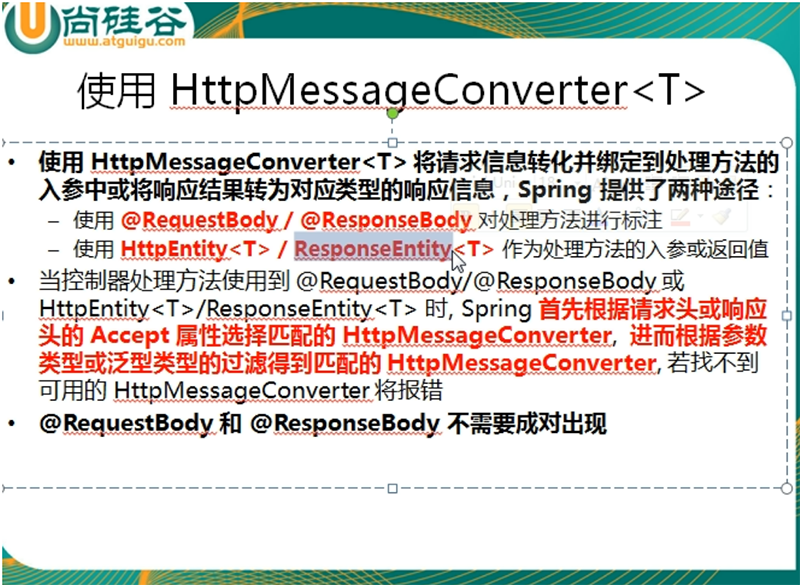 尚硅谷
www.atguigu.com
使用 HttpMessageConverter<T>
• 使用 HttpMessageConverter<T> 将请求信息转化并绑定到处理方法的
入参中或将响应结果转为对应类型的响应信息，Spring 提供了两种途径：
– 使用 @RequestBody / @ResponseBody 对处理方法进行标注
– 使用 HttpEntity<T> / ResponseEntity<T> 作为处理方法的入参或返回值
• 当控制器处理方法使用到 @RequestBody/@ResponseBody 或
HttpEntity<T>/ResponseEntity<T> 时, Spring 首先根据请求头或响应
头的 Accept 属性选择匹配的 HttpMessageConverter, 进而根据参数
类型或泛型类型的过滤得到匹配的 HttpMessageConverter, 若找不到
可用的 HttpMessageConverter 将报错
• @RequestBody 和 @ResponseBody 不需要成对出现